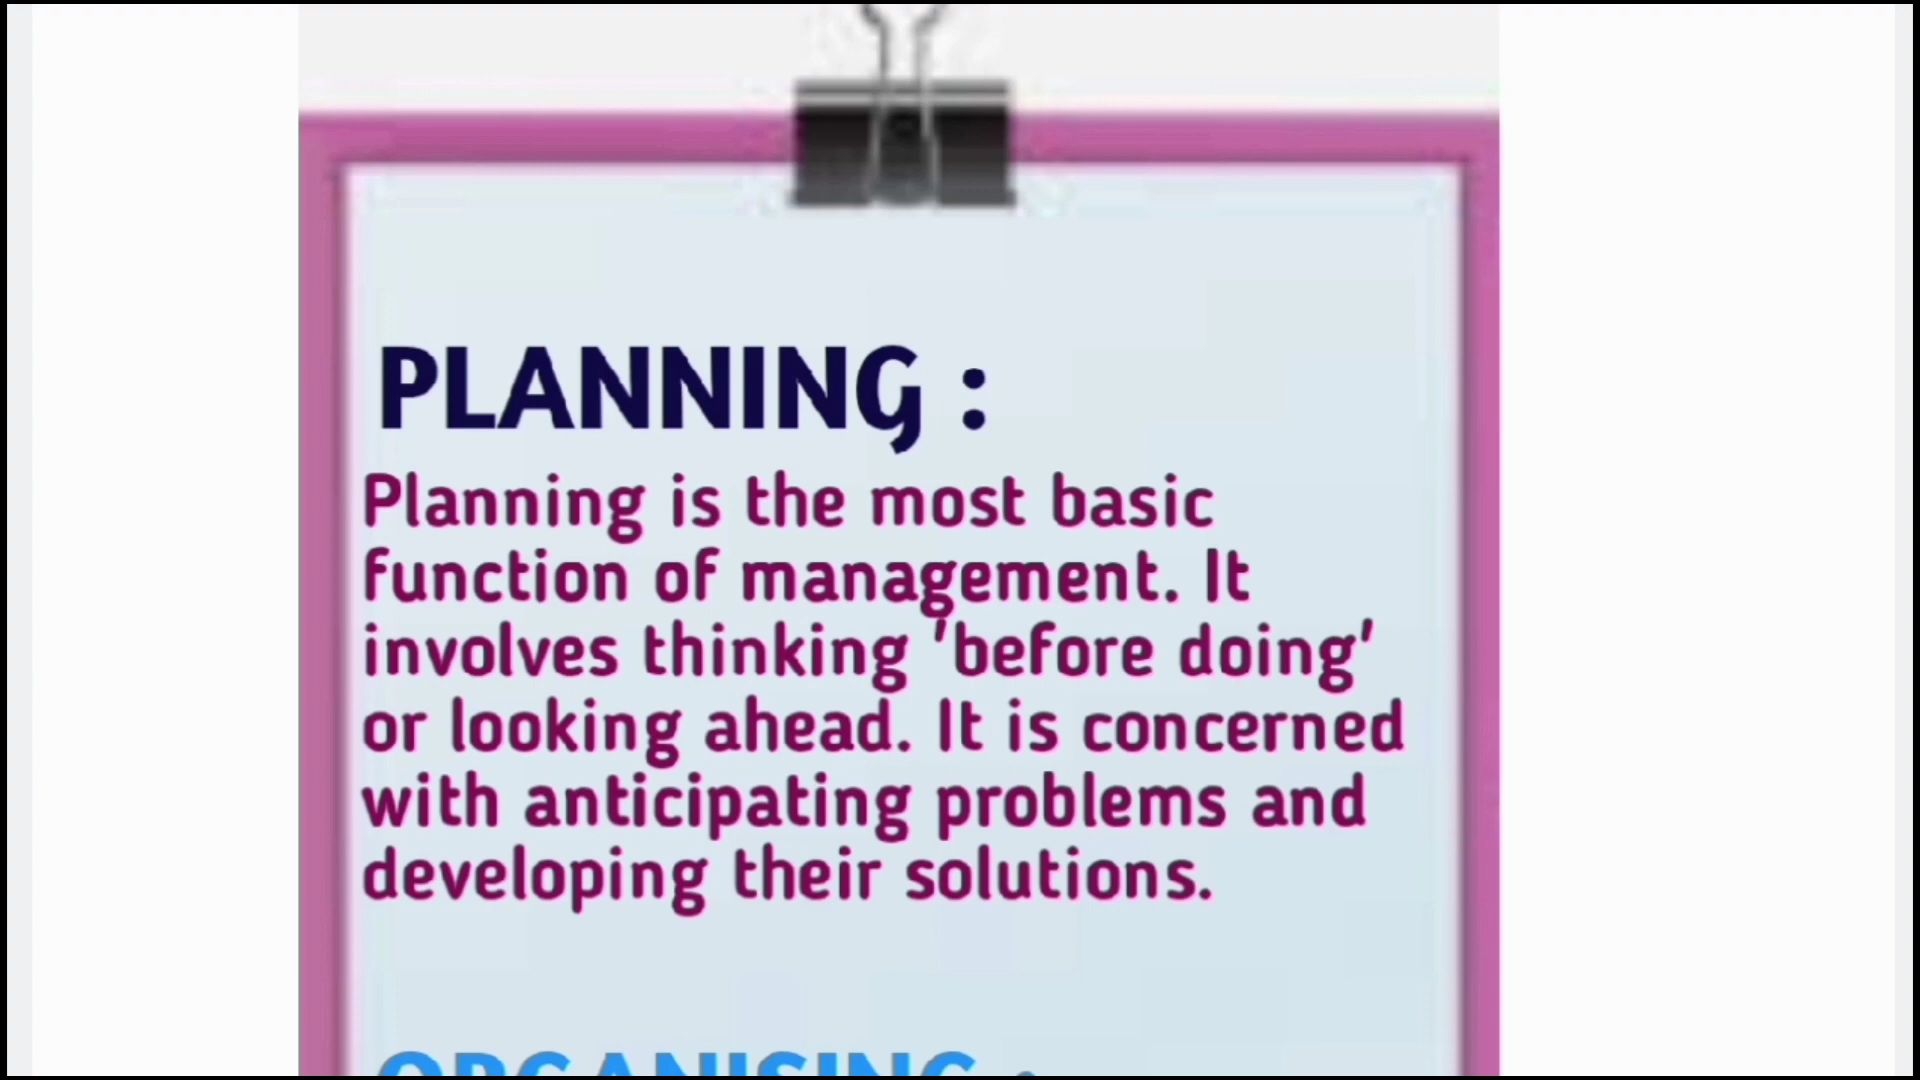 PLANNING :
Planning is the most basic
function of management. It
involves thinking 'before doing'
or looking ahead. It is concerned
with anticipating problems and
developing their solutions.
ORGANISING :